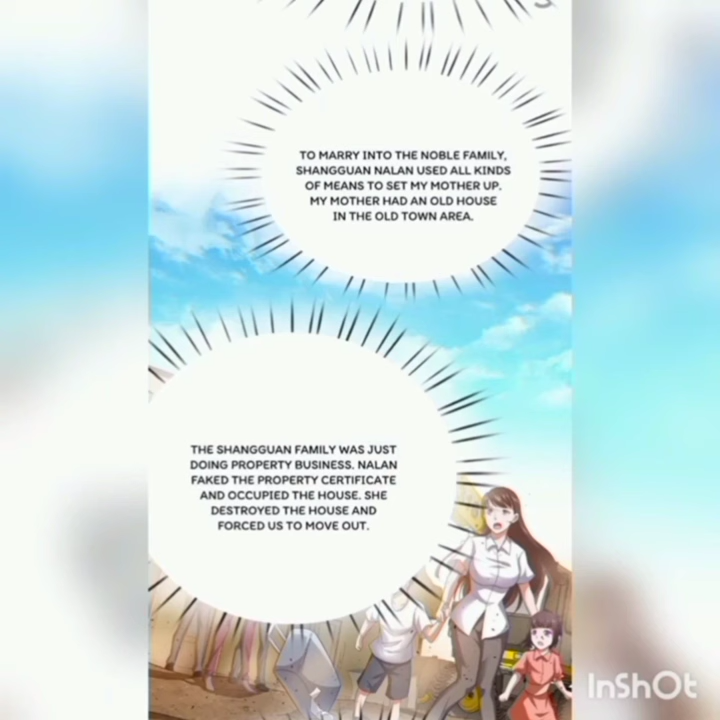 TO MARRY INTO THE NOBLE FAMILY,
SHANGGUAN NALAN USED ALL KINDS
OF MEANS TO SET MY MOTHER UP.
MY MOTHER HAD AN OLD HOUSE
IN THE OLD TOWN AREA.
THE SHANGGUAN FAMILY WAS JUST
DOING PROPERTY BUSINESS. NALAN
FAKED THE PROPERTY CERTIFICATE
AND OCCUPIED THE HOUSE. SHE
DESTROYED THE HOUSE AND
FORCED US TO MOVE OUT.
InShOt